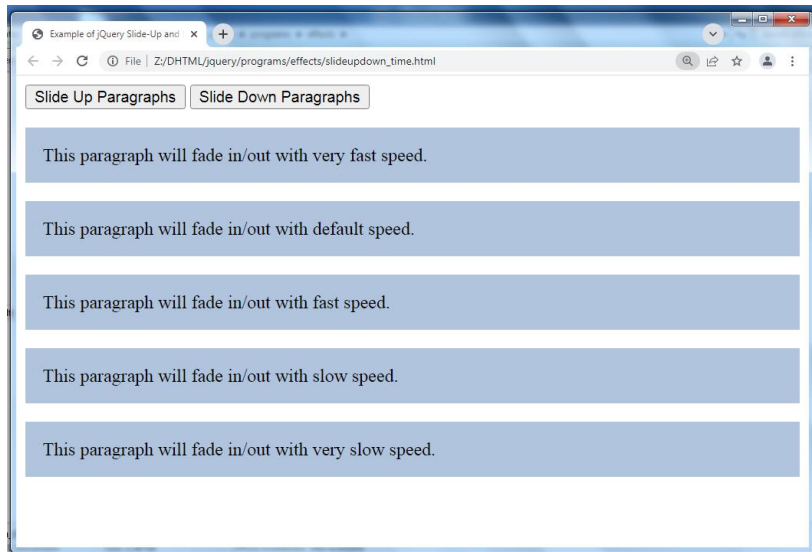 Example of jQuery Slide-Up and
File | Z:/DHTML/jquery/programs/effects/slideupdown_time.html
Slide Up Paragraphs Slide Down Paragraphs
This paragraph will fade in/out with very fast speed.
This paragraph will fade in/out with default speed.
This paragraph will fade in/out with fast speed.
This paragraph will fade in/out with slow speed.
This paragraph will fade in/out with very slow speed.